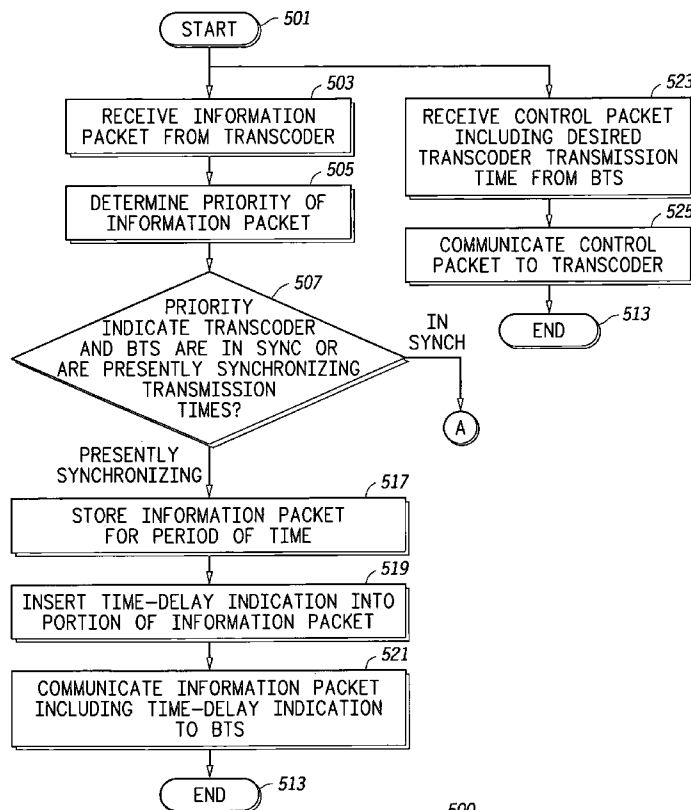 START
501
503
RECEIVE INFORMATION
PACKET FROM TRANSCODER
505
DETERMINE PRIORITY OF
INFORMATION PACKET
507
PRIORITY
INDICATE TRANSCODER
AND BTS ARE IN SYNC OR
ARE PRESENTLY SYNCHRONIZING
TRANSMISSION
TIMES?
IN
SYNCH
A
PRESENTLY
SYNCHRONIZING
517
STORE INFORMATION PACKET
FOR PERIOD OF TIME
519
INSERT TIME-DELAY INDICATION INTO
PORTION OF INFORMATION PACKET
521
COMMUNICATE INFORMATION PACKET
INCLUDING TIME-DELAY INDICATION
TO BTS
END
513
523
RECEIVE CONTROL PACKET
INCLUDING DESIRED
TRANSCODER TRANSMISSION
TIME FROM BTS
525
COMMUNICATE CONTROL
PACKET TO TRANSCODER
END
513
500